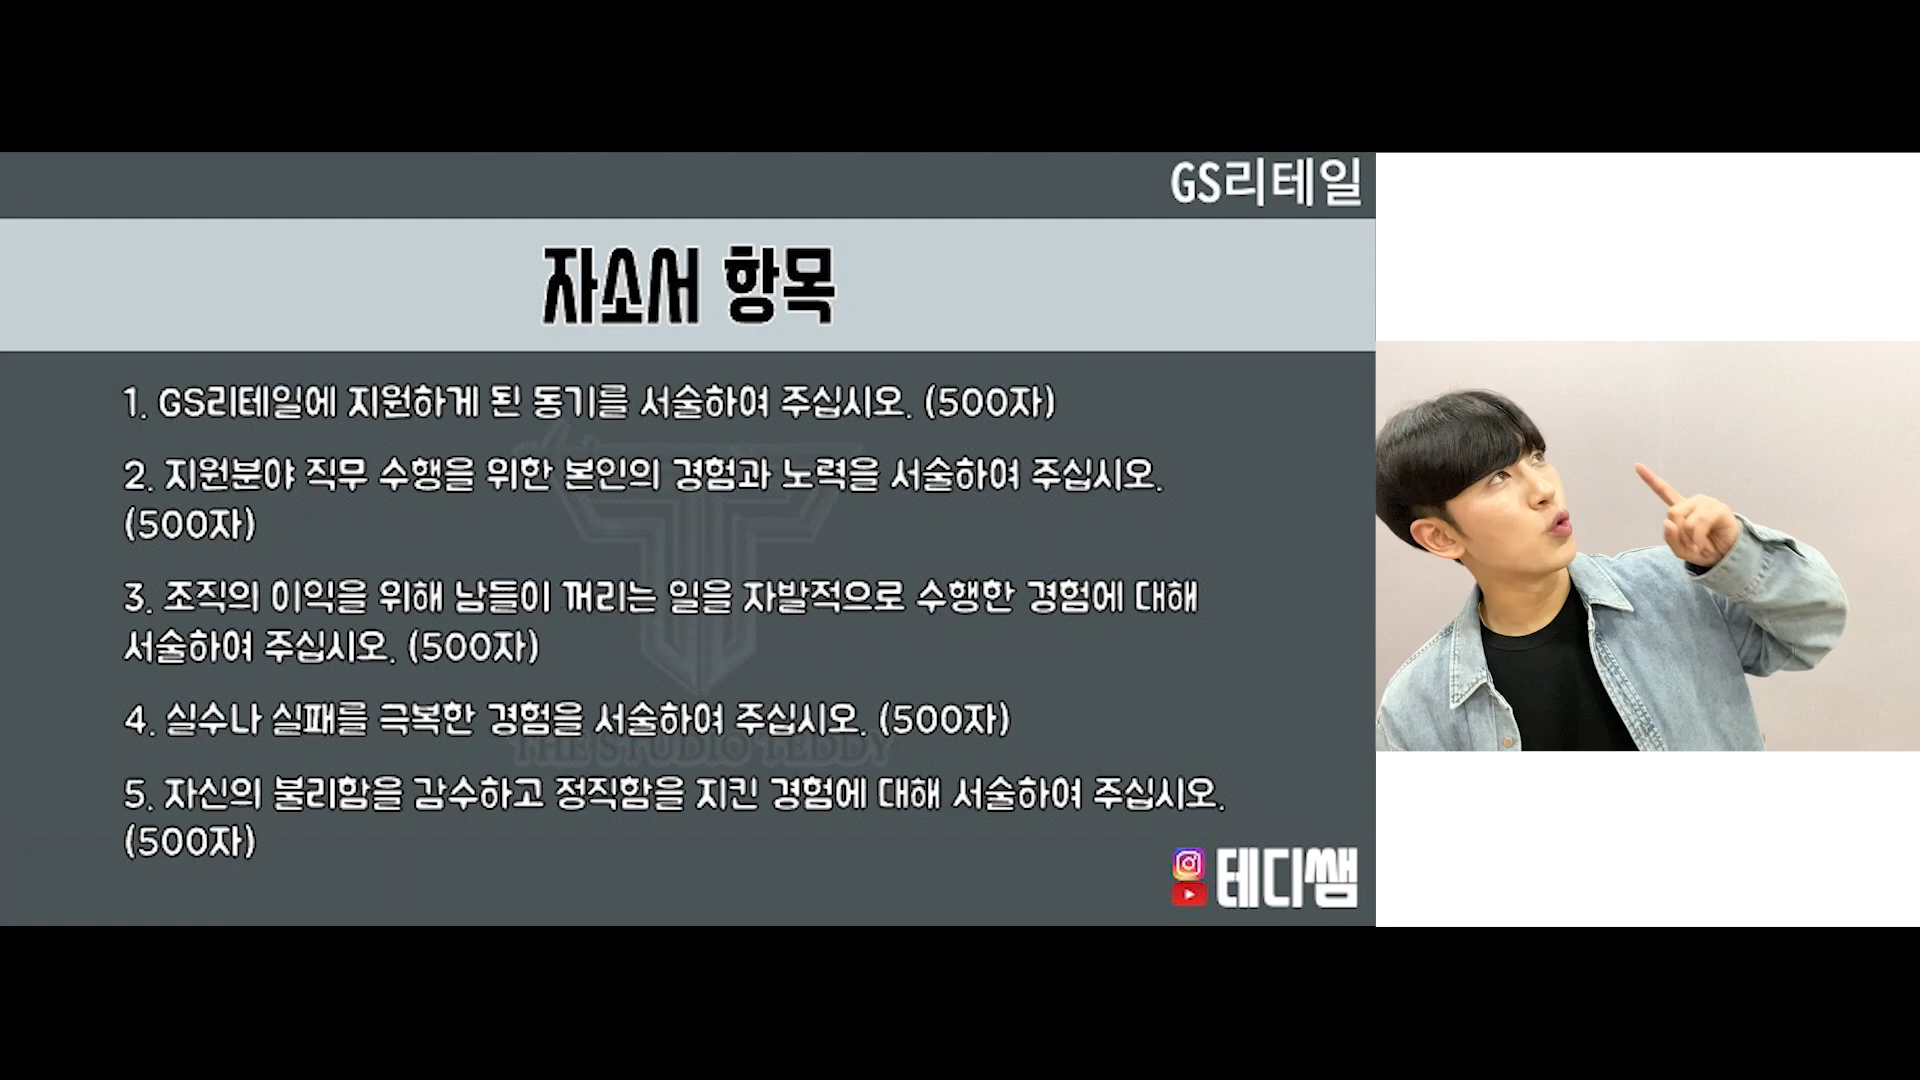 GS리테일
자소서 항목
1. GS리테일에 지원하게 된 동기를 서술하여 주십시오. (500자)
2. 지원분야 직무 수행을 위한 본인의 경험과 노력을 서술하여 주십시오.
(500자)
3. 조직의 이익을 위해 남들이 꺼리는 일을 자발적으로 수행한 경험에 대해
서술하여 주십시오. (500자)
4. 실수나 실패를 극복한 경험을 서술하여 주십시오. (500자)
THE STUDIO TEDDY
5. 자신의 불리함을 감수하고 정직함을 지킨 경험에 대해 서술하여 주십시오.
(500자)
테디쌤